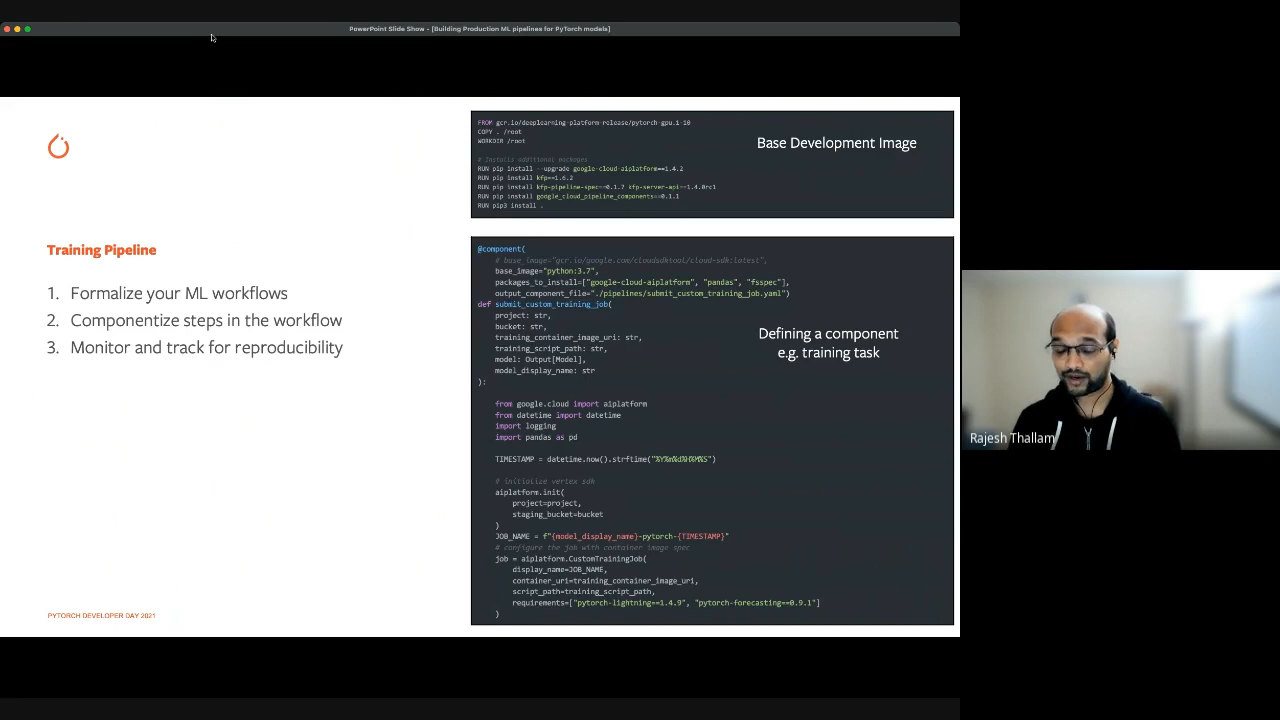 PowerPoint Slide Show - [Building Production ML pipelines for PyTorch models]
Training Pipeline
1. Formalize your ML workflows
2. Componentize steps in the workflow
3. Monitor and track for reproducibility
PYTORCH DEVELOPER DAY 2021
Base Development Image
FROM gcr.io/deeplearning-platform-release/pytorch-gpu.1-10
COPY . /root
WORKDIR /root
# Installs additional packages
RUN pip install --upgrade google-cloud-aiplatform==1.4.2
RUN pip install kfp==1.6.2
RUN pip install kfp-pipeline-spec==0.1.7 kfp-server-api==1.4.0rc1
RUN pip install google_cloud_pipeline_components==0.1.1
RUN pip3 install .
Defining a component
e.g. training task
@component(
# base_image="gcr.io/google.com/cloudsdktool/cloud-sdk:latest",
base_image="python:3.7",
packages_to_install=["google-cloud-aiplatform", "pandas", "fsspec"],
output_component_file="./pipelines/submit_custom_training_job.yaml")
def submit_custom_training_job(
project: str,
bucket: str,
training_container_image_uri: str,
training_script_path: str,
model: Output[Model],
model_display_name: str
):
from google.cloud import aiplatform
from datetime import datetime
import logging
import pandas as pd
TIMESTAMP = datetime.now().strftime("%Y%m%d%H%M%S")
# initialize vertex sdk
aiplatform.init(
project=project,
staging_bucket=bucket
)
JOB_NAME = f"{model_display_name}-pytorch-{TIMESTAMP}"
# configure the job with container image spec
job = aiplatform.CustomTrainingJob(
display_name=JOB_NAME,
container_uri=training_container_image_uri,
script_path=training_script_path,
requirements=["pytorch-lightning==1.4.9", "pytorch-forecasting==0.9.1"]
)
Rajesh Thallam